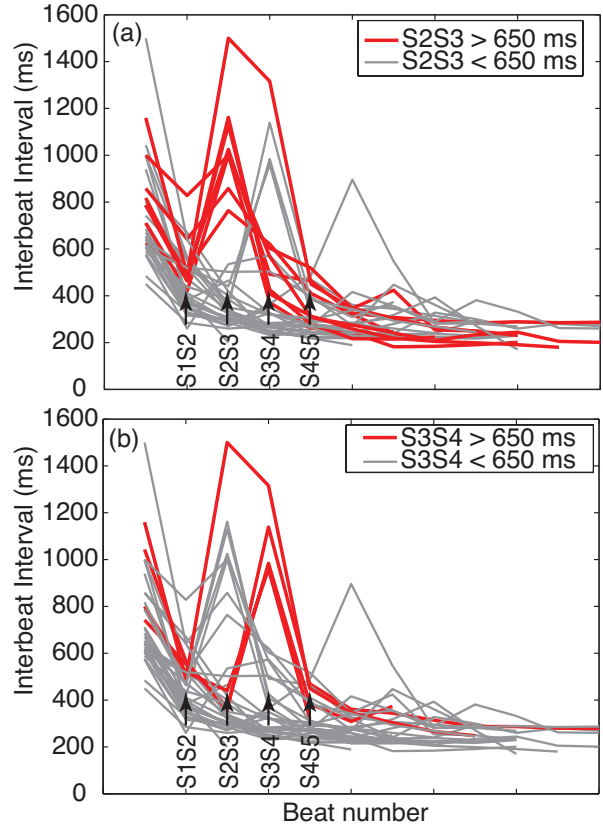 (a)
S2S3 > 650 ms
S2S3 < 650 ms
Interbeat Interval (ms)
1600
1400
1200
1000
800
600
400
200
0
S1S2
S2S3
S3S4
S4S5
(b)
S3S4 > 650 ms
S3S4 < 650 ms
Interbeat Interval (ms)
1600
1400
1200
1000
800
600
400
200
0
S1S2
S2S3
S3S4
S4S5
Beat number